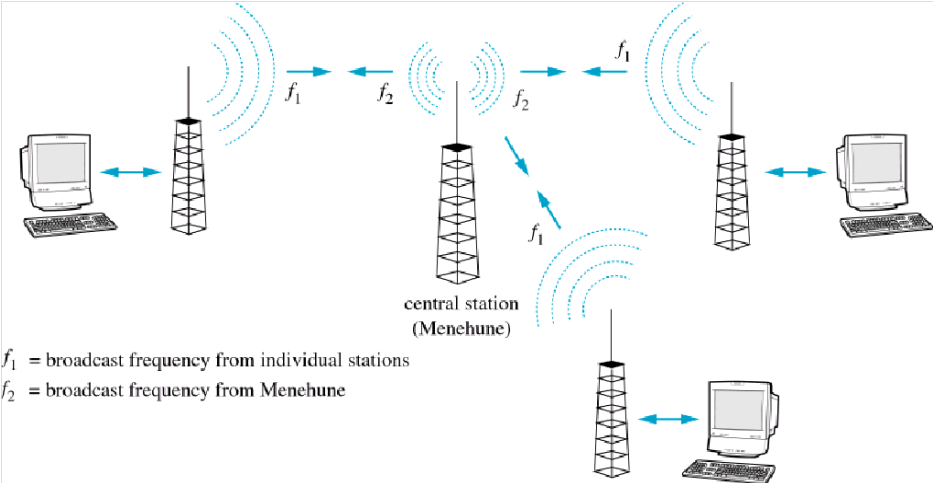 f1
f2
f2
f1
f1
central station
(Menehune)
f1 = broadcast frequency from individual stations
f2 = broadcast frequency from Menehune